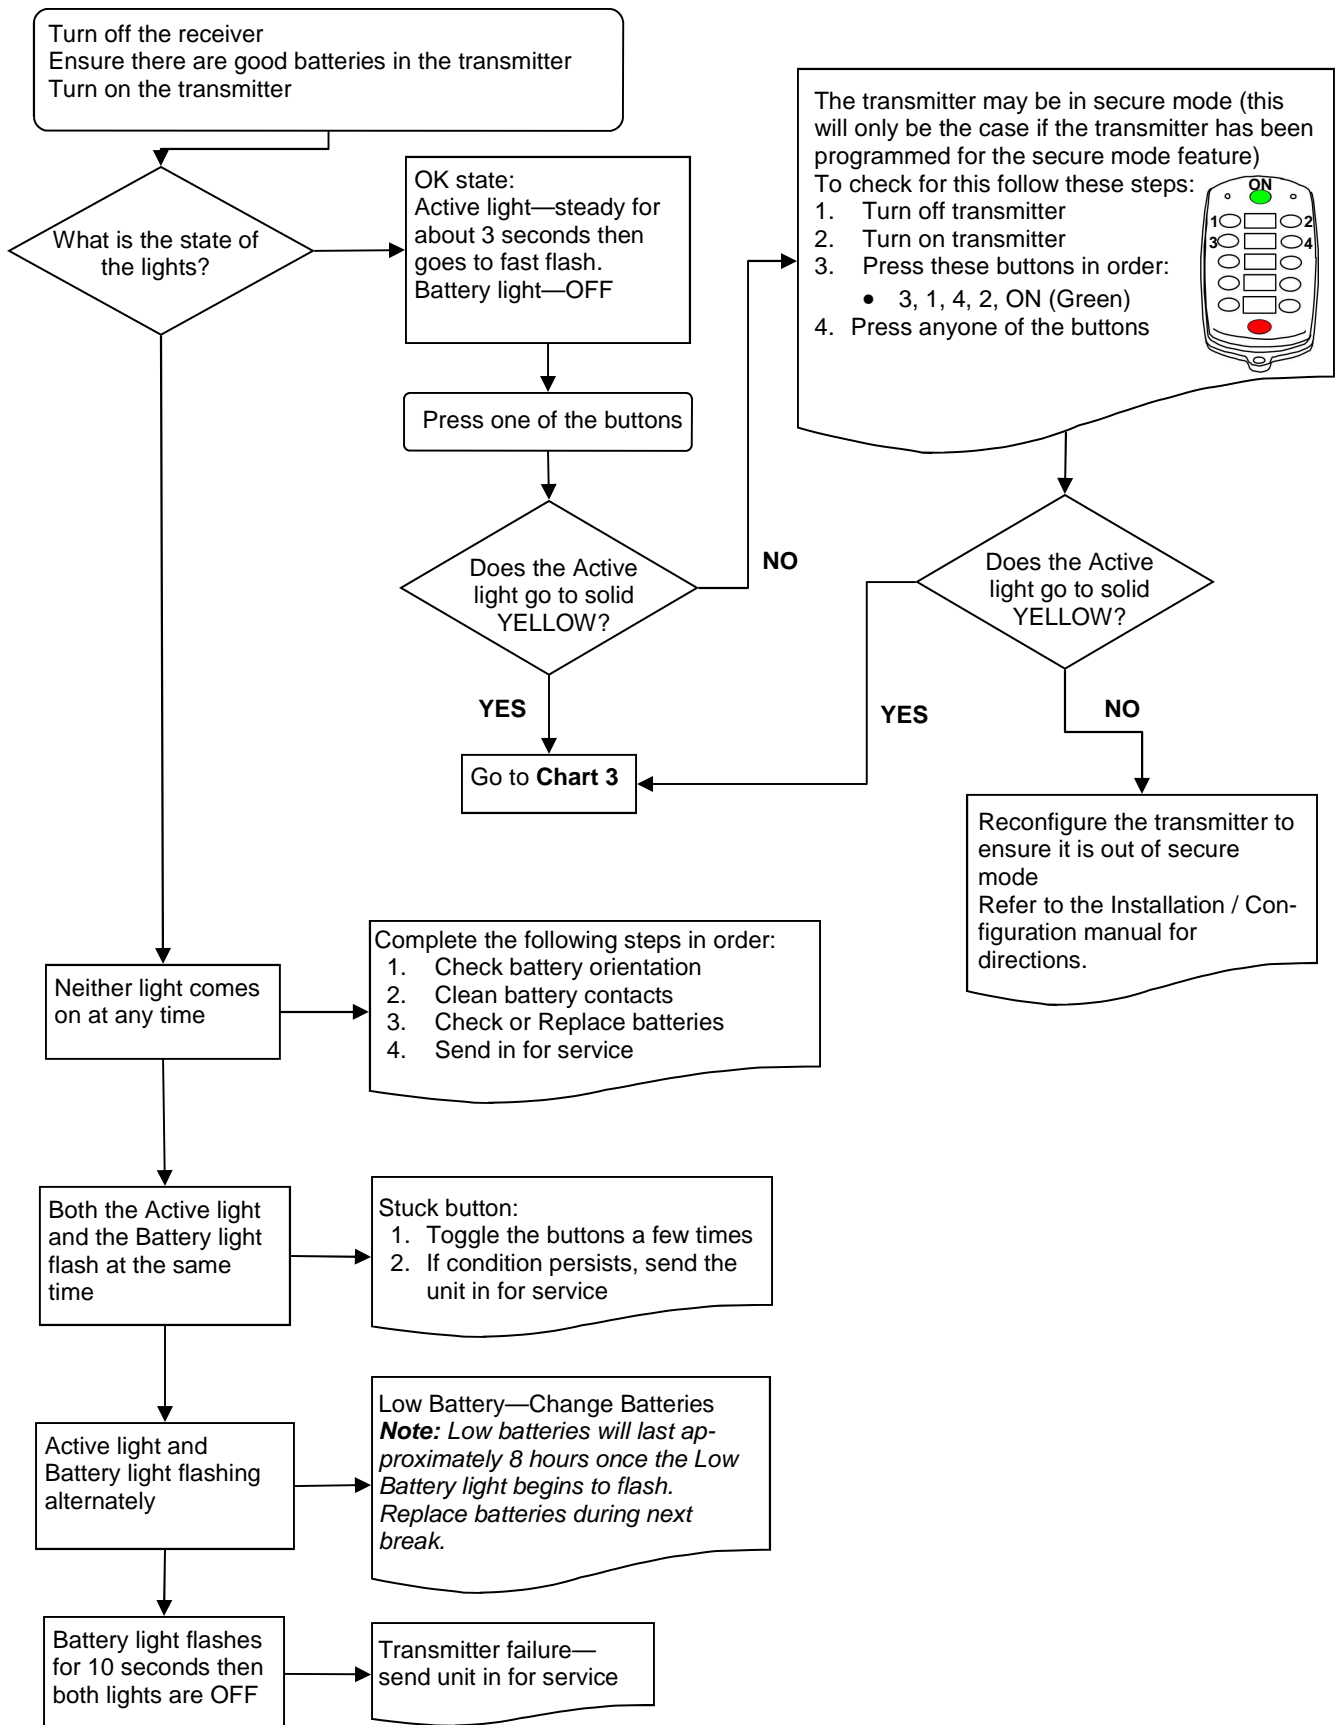 Turn off the receiver
Ensure there are good batteries in the transmitter
Turn on the transmitter
What is the state of
the lights?
OK state:
Active light—steady for
about 3 seconds then
goes to fast flash.
Battery light—OFF
Press one of the buttons
Does the Active
light go to solid
YELLOW?
NO
YES
Go to Chart 3
The transmitter may be in secure mode (this
will only be the case if the transmitter has been
programmed for the secure mode feature)
To check for this follow these steps:
1. Turn off transmitter
2. Turn on transmitter
3. Press these buttons in order:
• 3, 1, 4, 2, ON (Green)
4. Press anyone of the buttons
ON
1 2
3 4
Does the Active
light go to solid
YELLOW?
YES
NO
Reconfigure the transmitter to
ensure it is out of secure
mode
Refer to the Installation / Con-
figuration manual for
directions.
Neither light comes
on at any time
Complete the following steps in order:
1. Check battery orientation
2. Clean battery contacts
3. Check or Replace batteries
4. Send in for service
Both the Active light
and the Battery light
flash at the same
time
Stuck button:
1. Toggle the buttons a few times
2. If condition persists, send the
unit in for service
Active light and
Battery light flashing
alternately
Low Battery—Change Batteries
Note: Low batteries will last ap-
proximately 8 hours once the Low
Battery light begins to flash.
Replace batteries during next
break.
Battery light flashes
for 10 seconds then
both lights are OFF
Transmitter failure—
send unit in for service